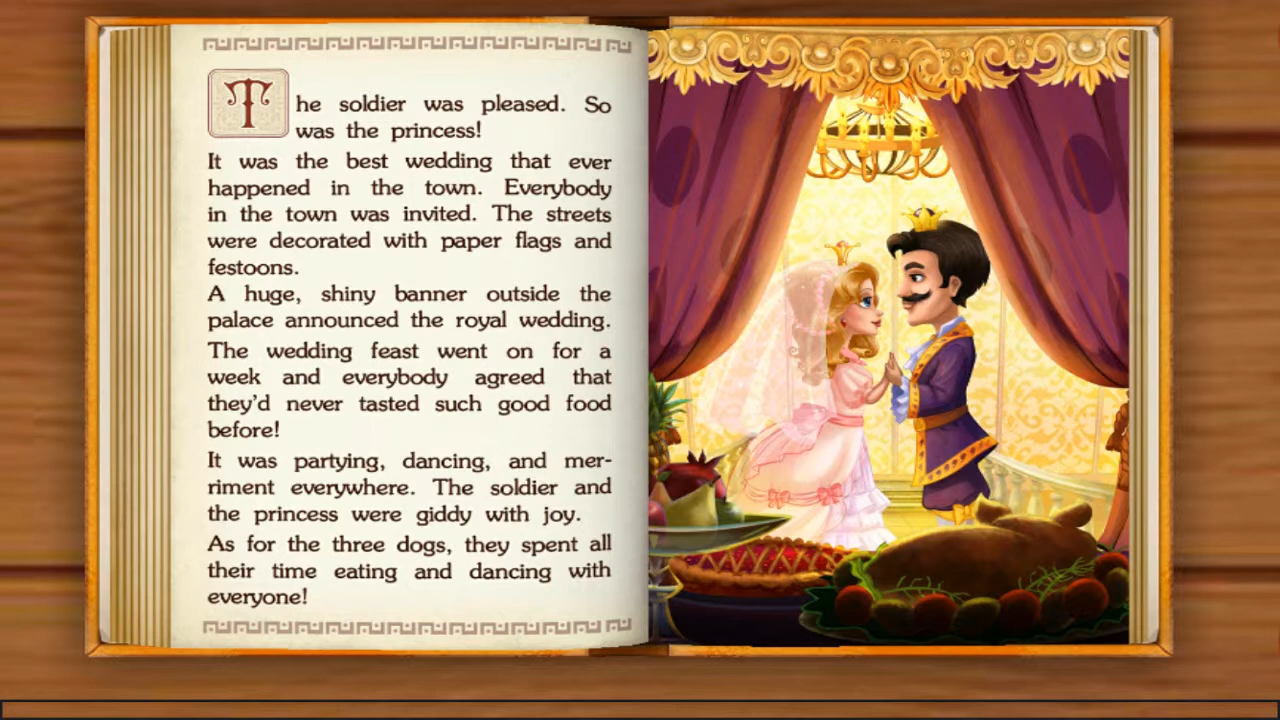 The soldier was pleased. So
was the princess!
It was the best wedding that ever
happened in the town. Everybody
in the town was invited. The streets
were decorated with paper flags and
festoons.
A huge, shiny banner outside the
palace announced the royal wedding.
The wedding feast went on for a
week and everybody agreed that
they'd never tasted such good food
before!
It was partying, dancing, and mer-
riment everywhere. The soldier and
the princess were giddy with joy.
As for the three dogs, they spent all
their time eating and dancing with
everyone!